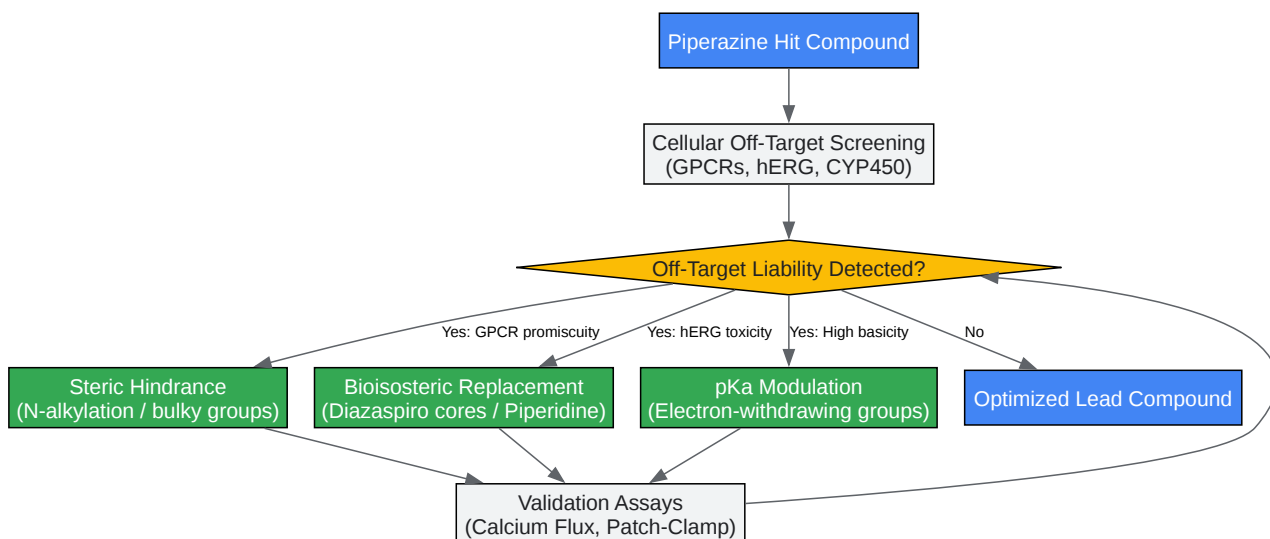 Piperazine Hit Compound
Cellular Off-Target Screening
(GPCRs, hERG, CYP450)
Off-Target Liability Detected?
Yes: GPCR promiscuity
Yes: hERG toxicity
Yes: High basicity
No
Steric Hindrance
(N-alkylation / bulky groups)
Bioisosteric Replacement
(Diazaspiro cores / Piperidine)
pKa Modulation
(Electron-withdrawing groups)
Optimized Lead Compound
Validation Assays
(Calcium Flux, Patch-Clamp)